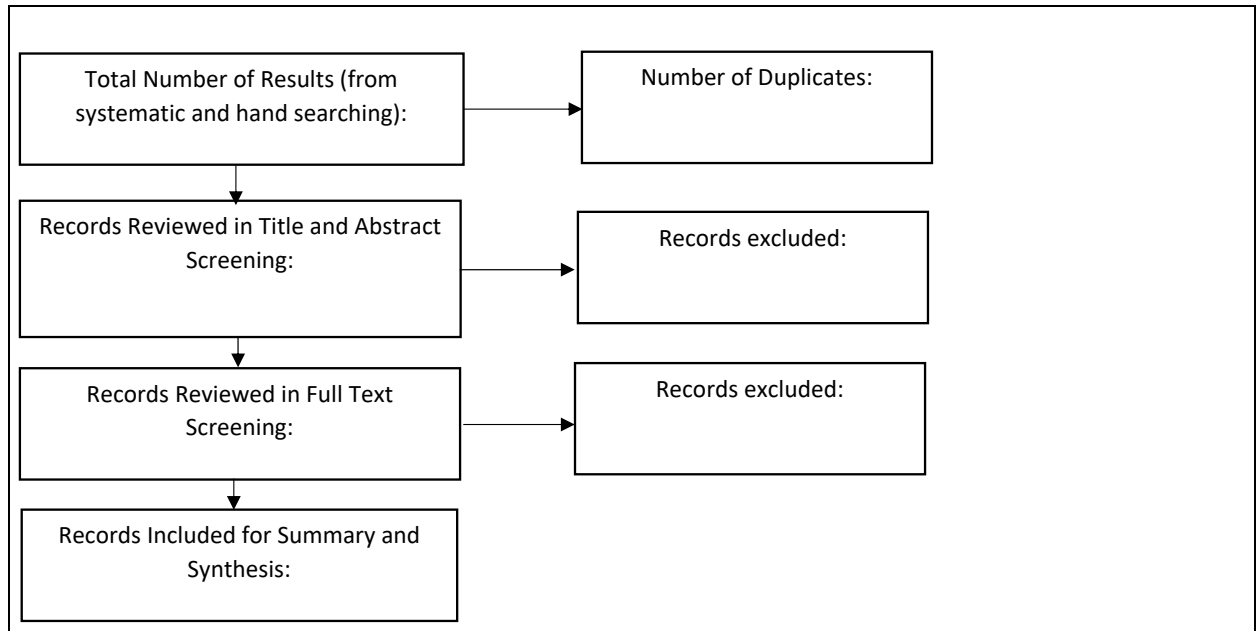 Total Number of Results (from
systematic and hand searching):
Number of Duplicates:
Records Reviewed in Title and Abstract
Screening:
Records excluded:
Records Reviewed in Full Text
Screening:
Records excluded:
Records Included for Summary and
Synthesis: